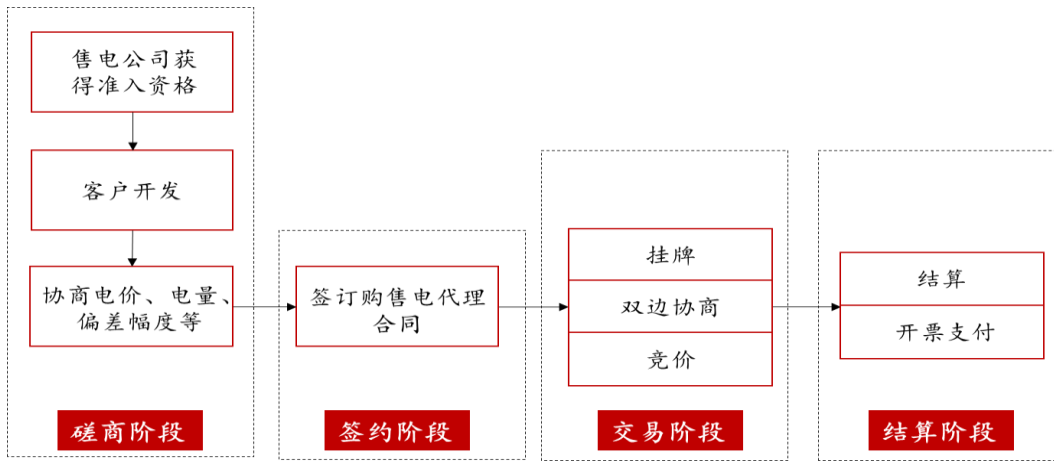 售电公司获
得准入资格
客户开发
协商电价、电量、
偏差幅度等
磋商阶段
签订购售电代理
合同
签约阶段
挂牌
双边协商
竞价
交易阶段
结算
开票支付
结算阶段